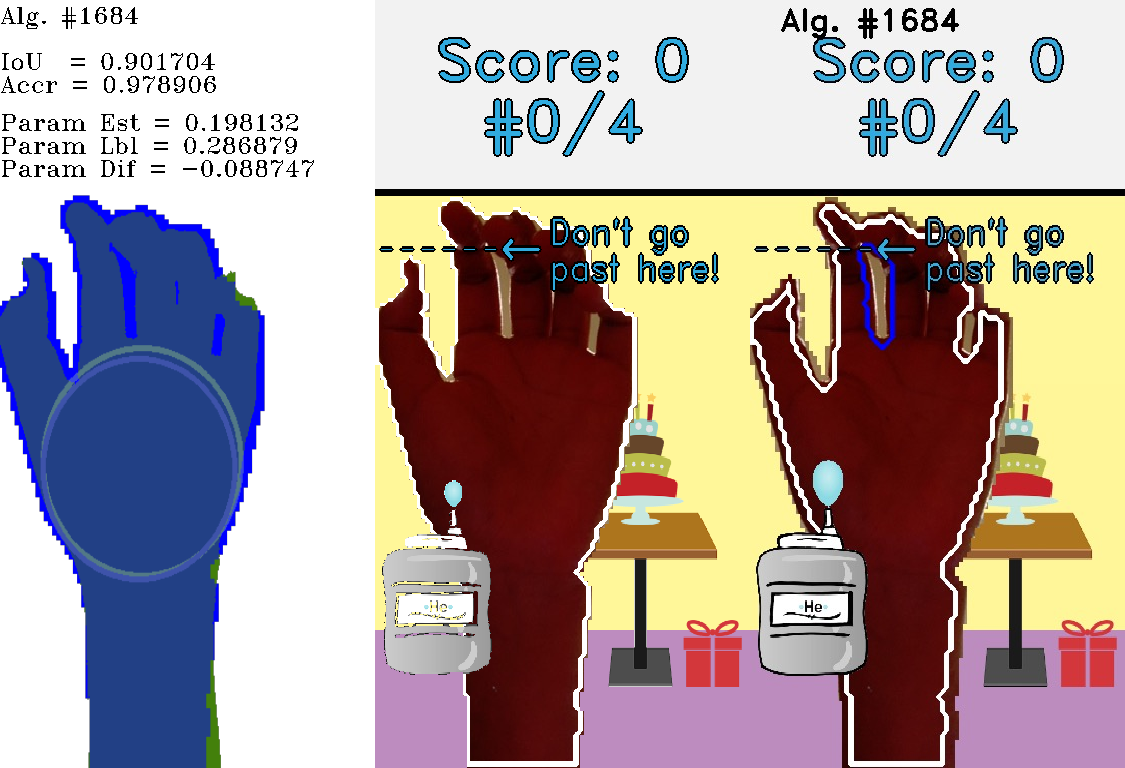 Alg. #1684
IoU = 0.901704
Accr = 0.978906
Param Est = 0.198132
Param Lbl = 0.286879
Param Dif = −0.088747
Score: 0
#0/4
Don't go
past here!
He
Alg. #1684
Score: 0
#0/4
Don't go
past here!
He